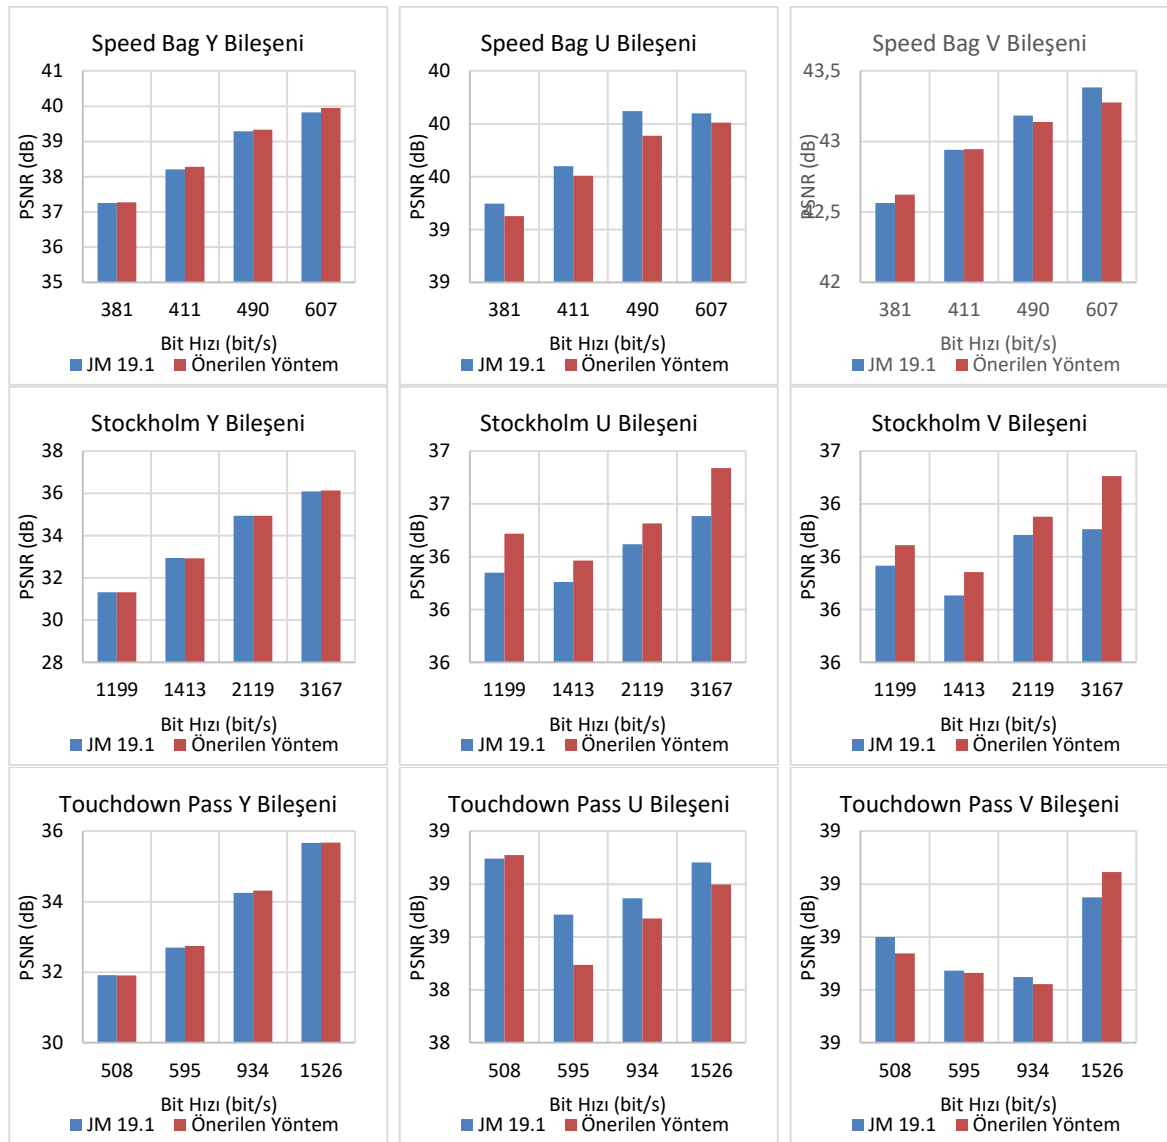 Speed Bag Y Bileşeni
PSNR (dB)
41
40
39
38
37
36
35
381 411 490 607
Bit Hızı (bit/s)
JM 19.1 Önerilen Yöntem
Speed Bag U Bileşeni
PSNR (dB)
40
40
40
39
39
381 411 490 607
Bit Hızı (bit/s)
JM 19.1 Önerilen Yöntem
Speed Bag V Bileşeni
PSNR (dB)
43,5
43
42,5
42
381 411 490 607
Bit Hızı (bit/s)
JM 19.1 Önerilen Yöntem
Stockholm Y Bileşeni
PSNR (dB)
38
36
34
32
30
28
1199 1413 2119 3167
Bit Hızı (bit/s)
JM 19.1 Önerilen Yöntem
Stockholm U Bileşeni
PSNR (dB)
37
37
36
36
36
1199 1413 2119 3167
Bit Hızı (bit/s)
JM 19.1 Önerilen Yöntem
Stockholm V Bileşeni
PSNR (dB)
37
36
36
36
36
1199 1413 2119 3167
Bit Hızı (bit/s)
JM 19.1 Önerilen Yöntem
Touchdown Pass Y Bileşeni
PSNR (dB)
36
34
32
30
508 595 934 1526
Bit Hızı (bit/s)
JM 19.1 Önerilen Yöntem
Touchdown Pass U Bileşeni
PSNR (dB)
39
39
39
38
38
508 595 934 1526
Bit Hızı (bit/s)
JM 19.1 Önerilen Yöntem
Touchdown Pass V Bileşeni
PSNR (dB)
39
39
39
39
39
508 595 934 1526
Bit Hızı (bit/s)
JM 19.1 Önerilen Yöntem